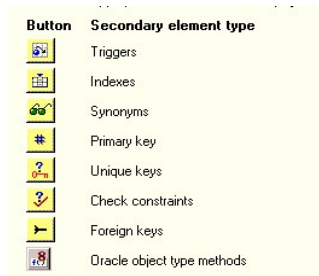 Button Secondary element type
Triggers
Indexes
Synonyms
# Primary key
Unique keys
Check constraints
Foreign keys
Oracle object type methods